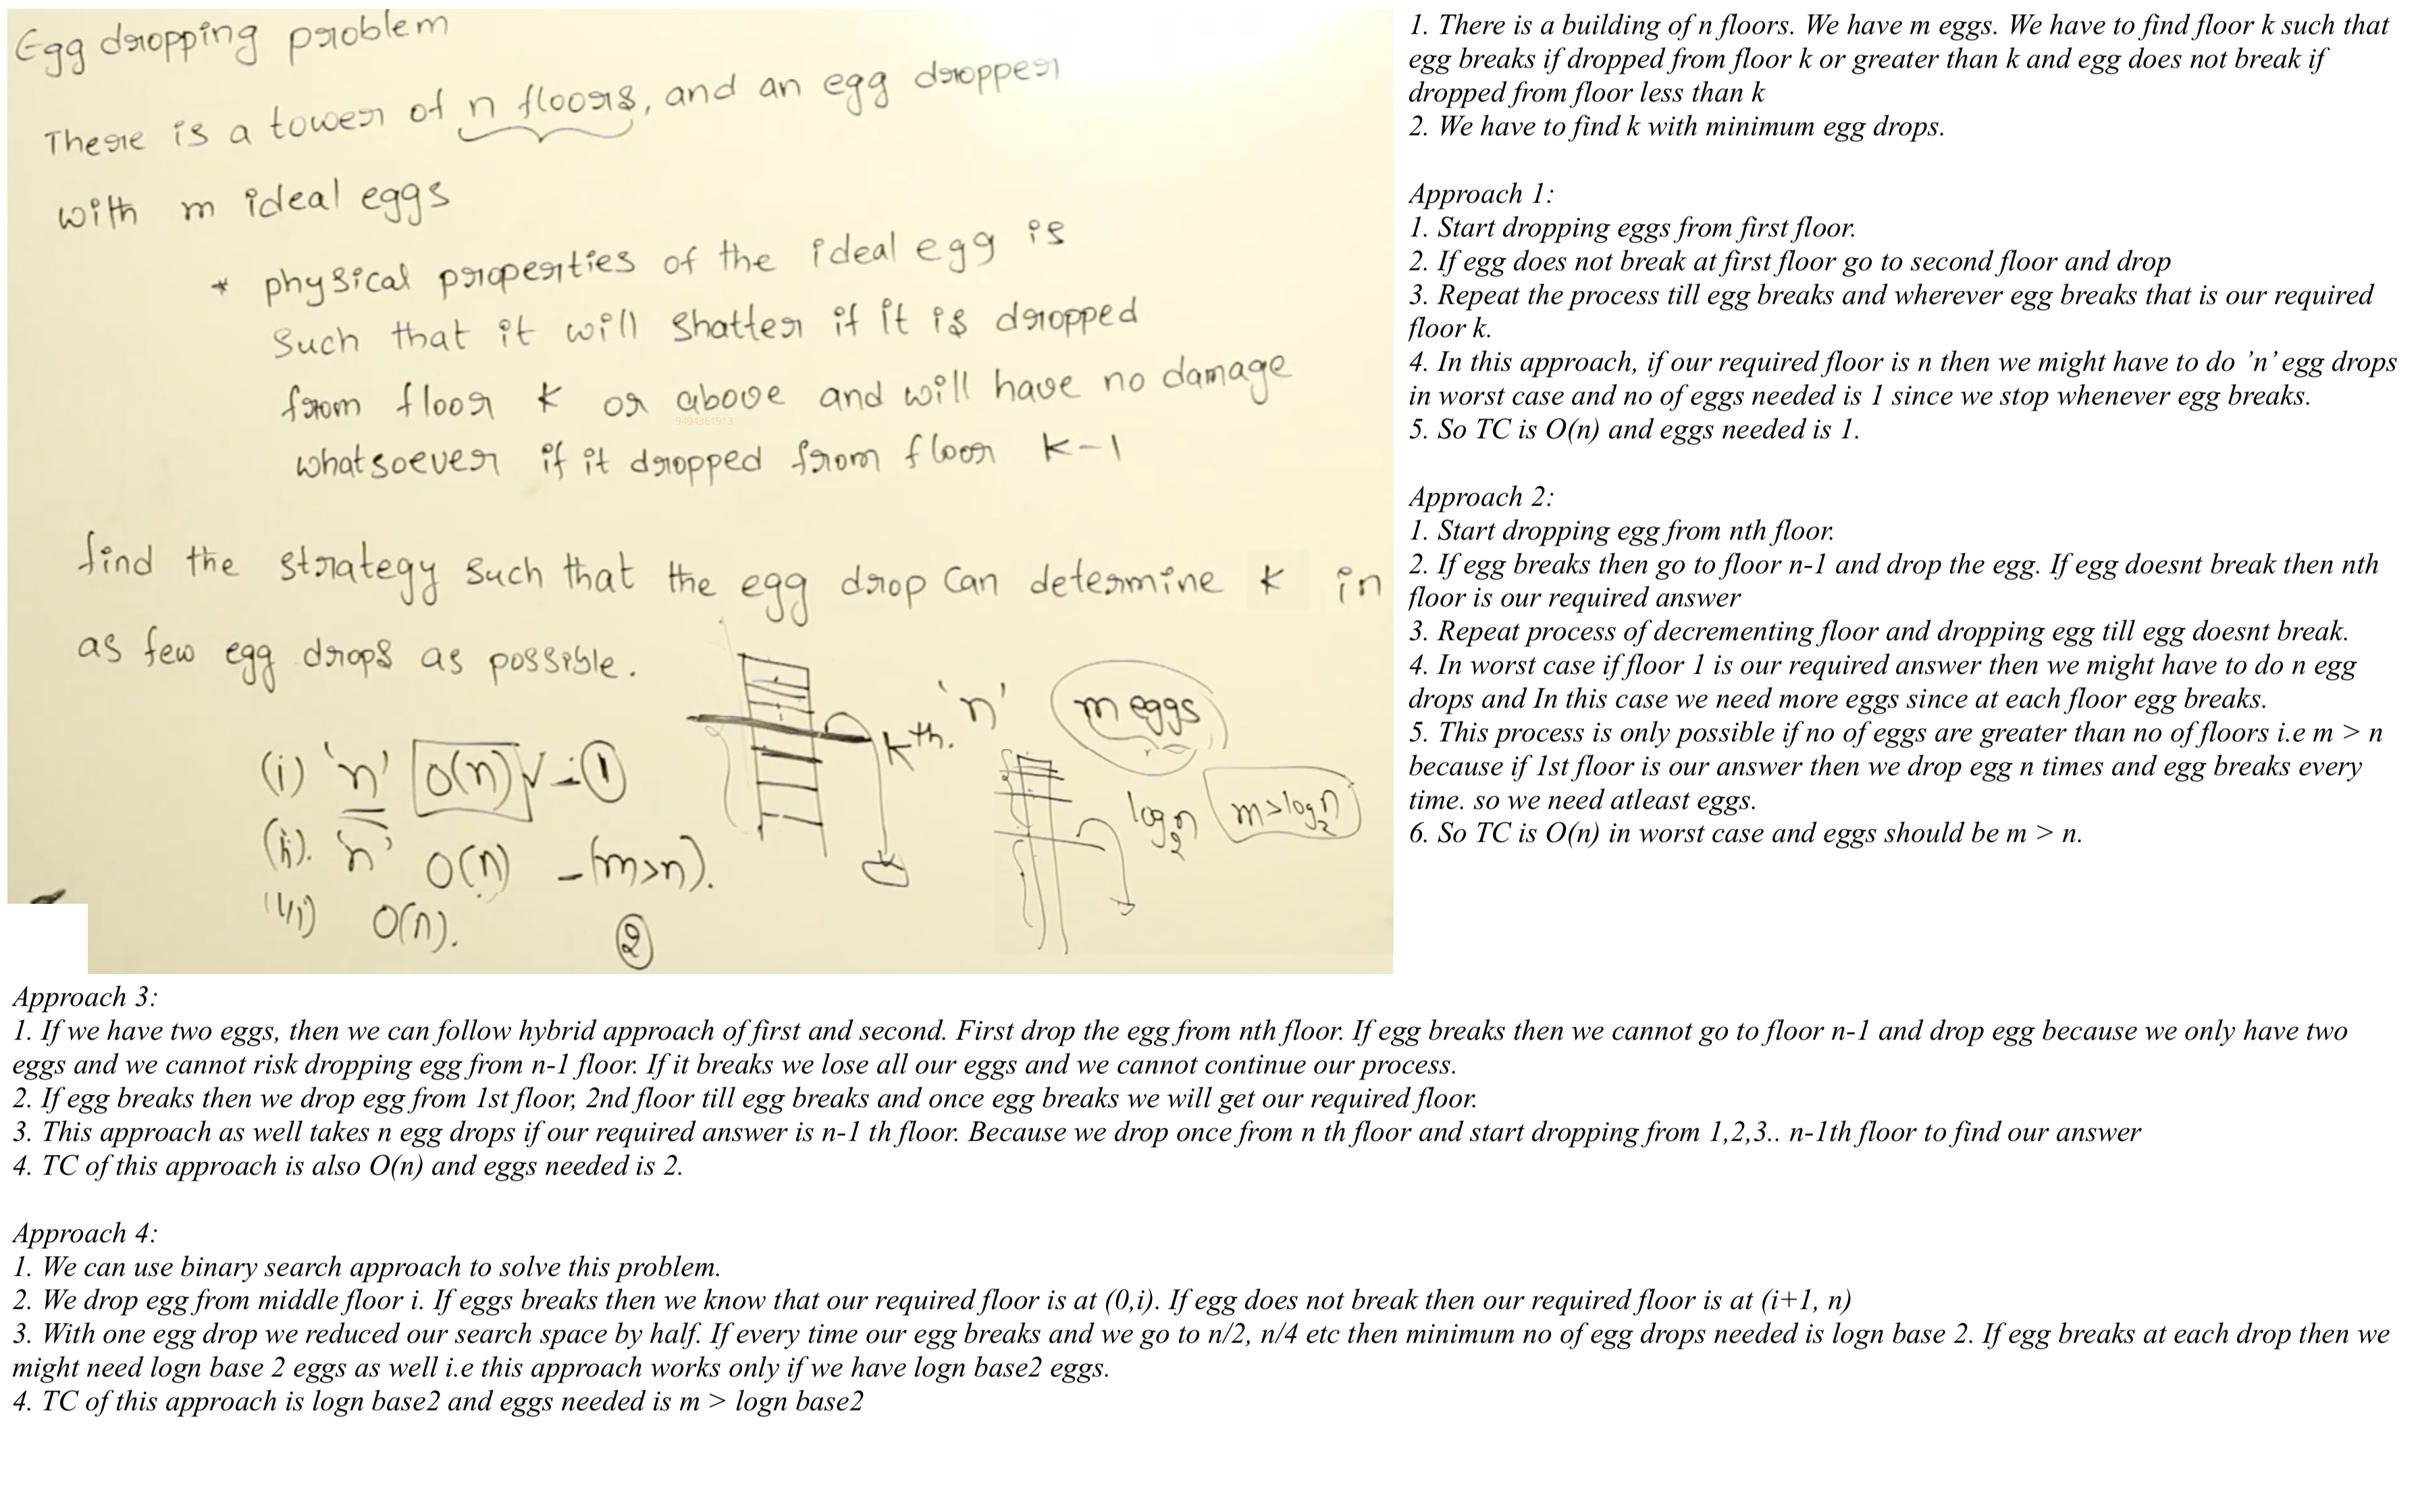 Egg dropping problem
There is a tower of n floors, and an egg dropper
with m ideal eggs
* physical properties of the ideal egg is
Such that it will shatter if it is dropped
from floor K or above and will have no damage
9494361913
whatsoever if it dropped from floor K-1
find the strategy such that the egg drop can determine K in
as few egg drops as possible.
'n' m eggs
Kth.
(i) 'n' O(n) ✓ - ①
log₂n m>log₂n
(ii). 'n' O(n) - (m>n).
(iii) O(n). ②
1. There is a building of n floors. We have m eggs. We have to find floor k such that
egg breaks if dropped from floor k or greater than k and egg does not break if
dropped from floor less than k
2. We have to find k with minimum egg drops.
Approach 1:
1. Start dropping eggs from first floor.
2. If egg does not break at first floor go to second floor and drop
3. Repeat the process till egg breaks and wherever egg breaks that is our required
floor k.
4. In this approach, if our required floor is n then we might have to do 'n' egg drops
in worst case and no of eggs needed is 1 since we stop whenever egg breaks.
5. So TC is O(n) and eggs needed is 1.
Approach 2:
1. Start dropping egg from nth floor.
2. If egg breaks then go to floor n-1 and drop the egg. If egg doesnt break then nth
floor is our required answer
3. Repeat process of decrementing floor and dropping egg till egg doesnt break.
4. In worst case if floor 1 is our required answer then we might have to do n egg
drops and In this case we need more eggs since at each floor egg breaks.
5. This process is only possible if no of eggs are greater than no of floors i.e m > n
because if 1st floor is our answer then we drop egg n times and egg breaks every
time. so we need atleast eggs.
6. So TC is O(n) in worst case and eggs should be m > n.
Approach 3:
1. If we have two eggs, then we can follow hybrid approach of first and second. First drop the egg from nth floor. If egg breaks then we cannot go to floor n-1 and drop egg because we only have two
eggs and we cannot risk dropping egg from n-1 floor. If it breaks we lose all our eggs and we cannot continue our process.
2. If egg breaks then we drop egg from 1st floor, 2nd floor till egg breaks and once egg breaks we will get our required floor.
3. This approach as well takes n egg drops if our required answer is n-1 th floor. Because we drop once from n th floor and start dropping from 1,2,3.. n-1th floor to find our answer
4. TC of this approach is also O(n) and eggs needed is 2.
Approach 4:
1. We can use binary search approach to solve this problem.
2. We drop egg from middle floor i. If eggs breaks then we know that our required floor is at (0,i). If egg does not break then our required floor is at (i+1, n)
3. With one egg drop we reduced our search space by half. If every time our egg breaks and we go to n/2, n/4 etc then minimum no of egg drops needed is logn base 2. If egg breaks at each drop then we
might need logn base 2 eggs as well i.e this approach works only if we have logn base2 eggs.
4. TC of this approach is logn base2 and eggs needed is m > logn base2